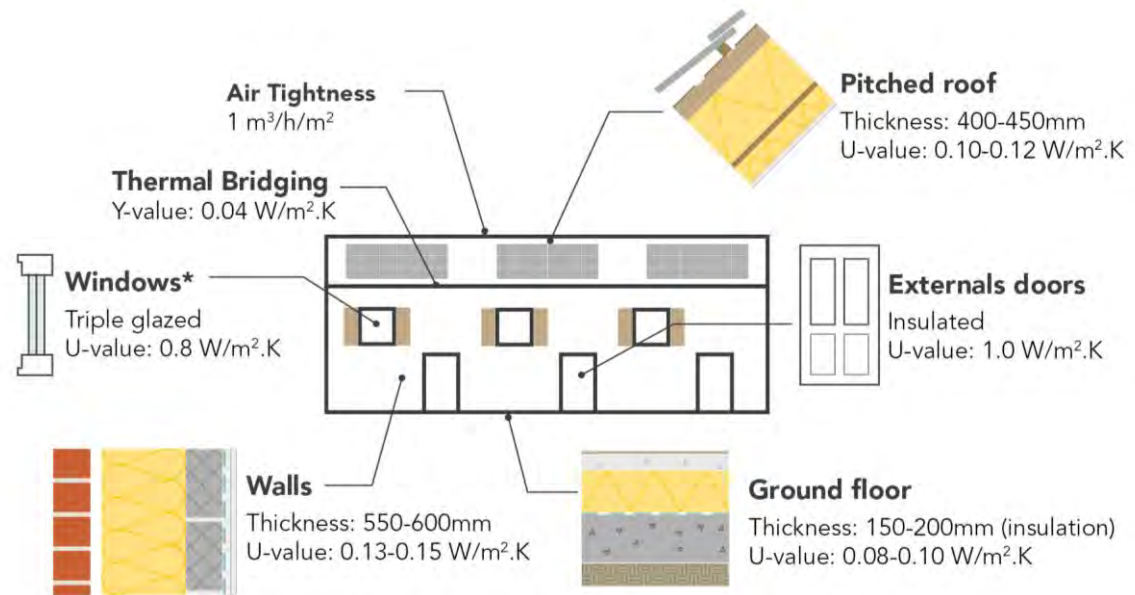 Air Tightness
1 m³/h/m²
Pitched roof
Thickness: 400-450mm
U-value: 0.10-0.12 W/m².K
Thermal Bridging
Y-value: 0.04 W/m².K
Windows*
Triple glazed
U-value: 0.8 W/m².K
Externals doors
Insulated
U-value: 1.0 W/m².K
Walls
Thickness: 550-600mm
U-value: 0.13-0.15 W/m².K
Ground floor
Thickness: 150-200mm (insulation)
U-value: 0.08-0.10 W/m².K